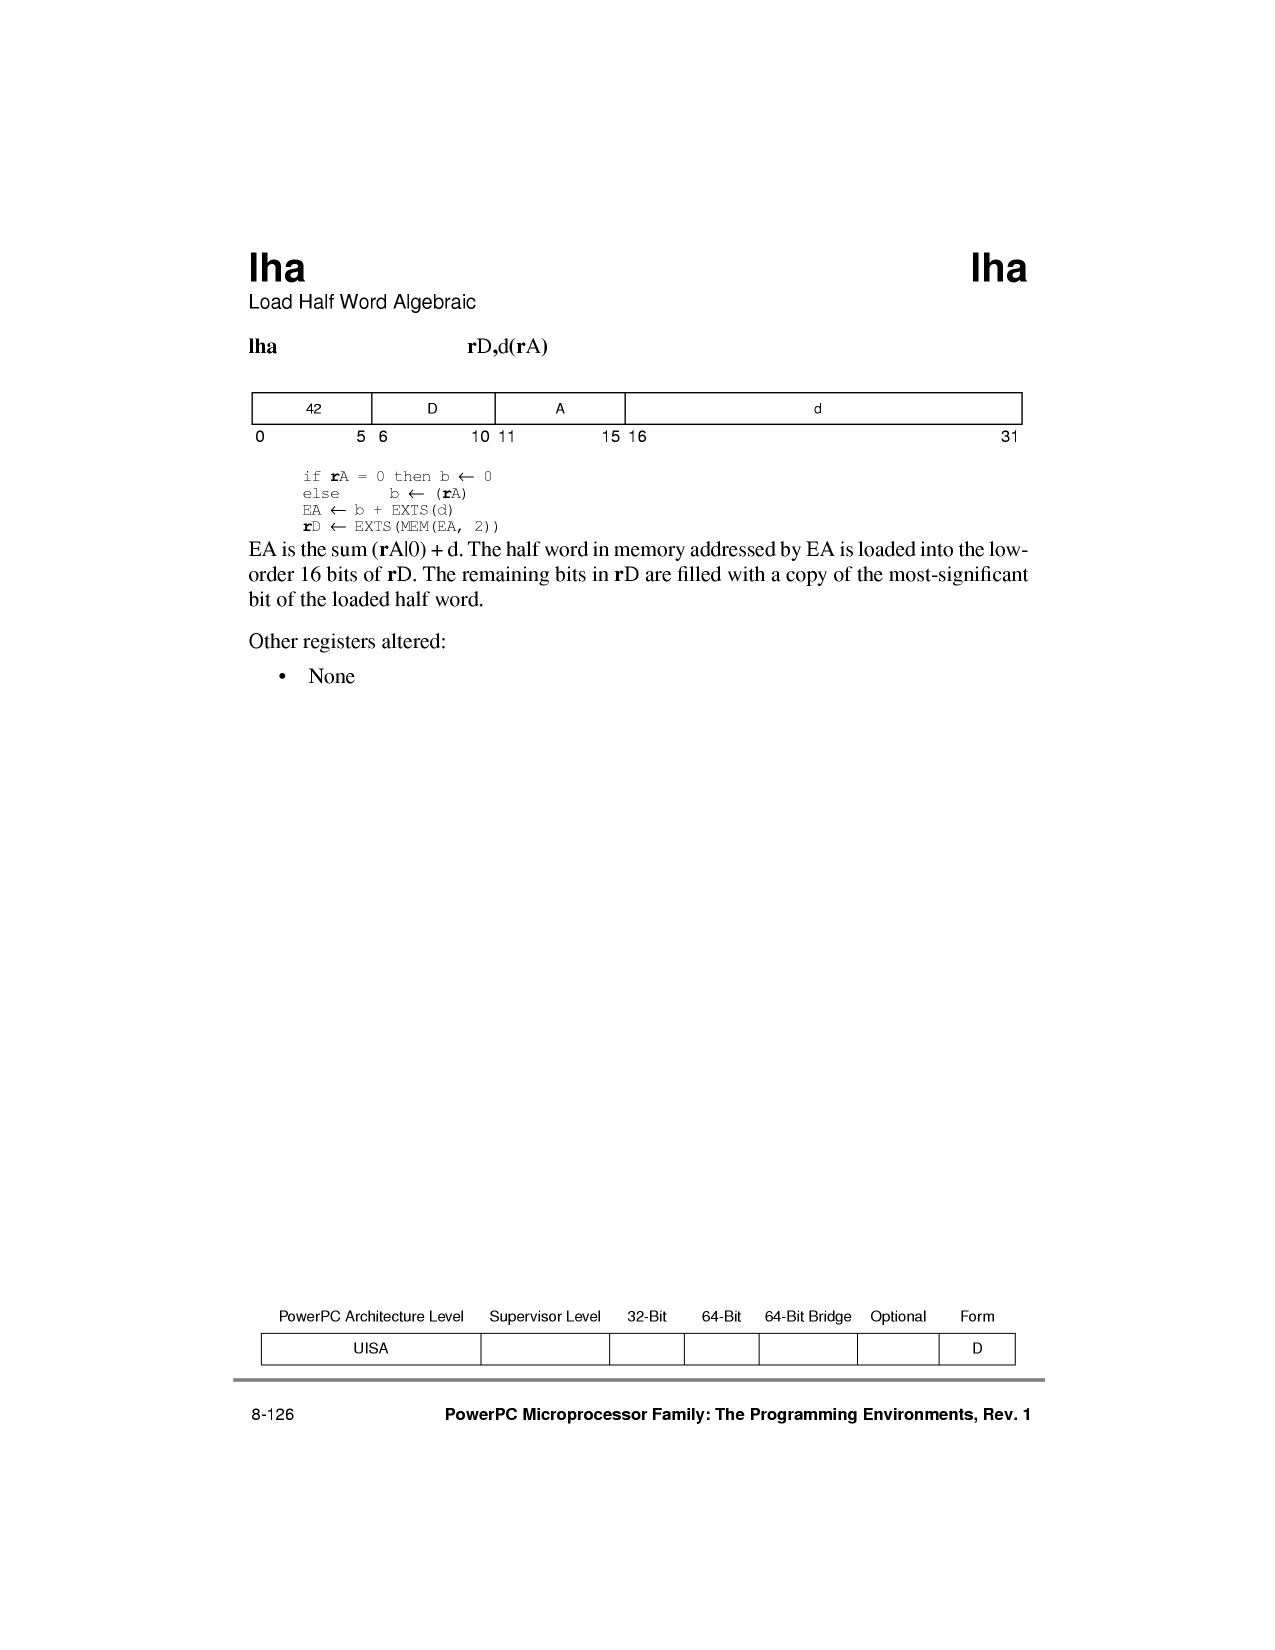 lha lha
Load Half Word Algebraic
lha rD,d(rA)
42 D A d
0 5 6 10 11 15 16 31
if rA = 0 then b ← 0
else b ← (rA)
EA ← b + EXTS(d)
rD ← EXTS(MEM(EA, 2))
EA is the sum (rA|0) + d. The half word in memory addressed by EA is loaded into the low-
order 16 bits of rD. The remaining bits in rD are filled with a copy of the most-significant
bit of the loaded half word.
Other registers altered:
• None
PowerPC Architecture Level Supervisor Level 32-Bit 64-Bit 64-Bit Bridge Optional Form
UISA D
8-126 PowerPC Microprocessor Family: The Programming Environments, Rev. 1